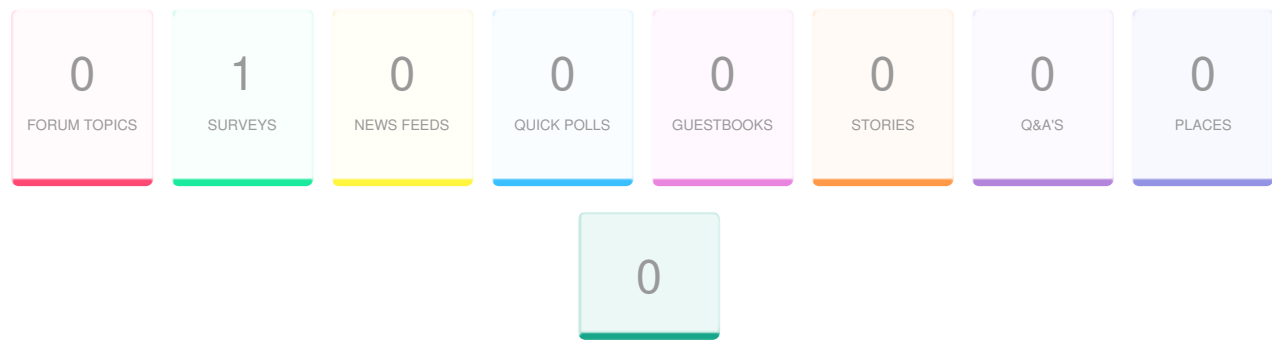 0 1 0 0 0 0 0 0
FORUM TOPICS SURVEYS NEWS FEEDS QUICK POLLS GUESTBOOKS STORIES Q&A'S PLACES
0